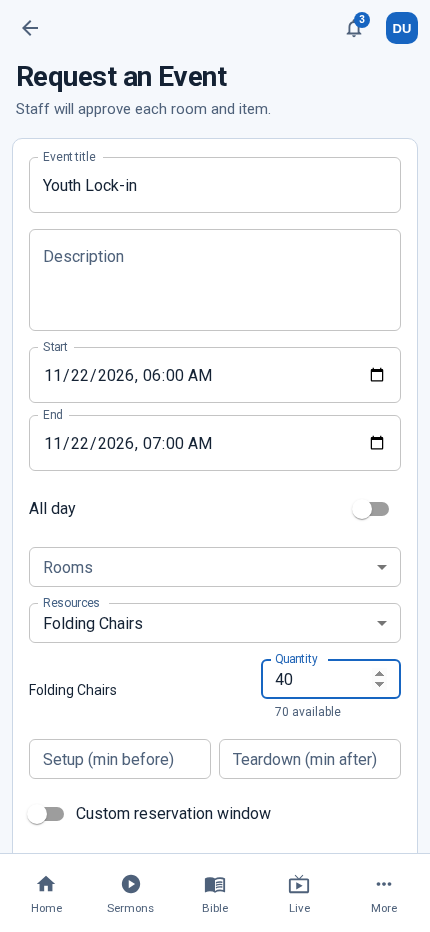 3
DU
Request an Event
Staff will approve each room and item.
Event title
Youth Lock-in
Description
Start
11/22/2026, 06:00 AM
End
11/22/2026, 07:00 AM
All day
Rooms
Resources
Folding Chairs
Folding Chairs
Quantity
40
70 available
Setup (min before)
Teardown (min after)
Custom reservation window
Home
Sermons
Bible
Live
More